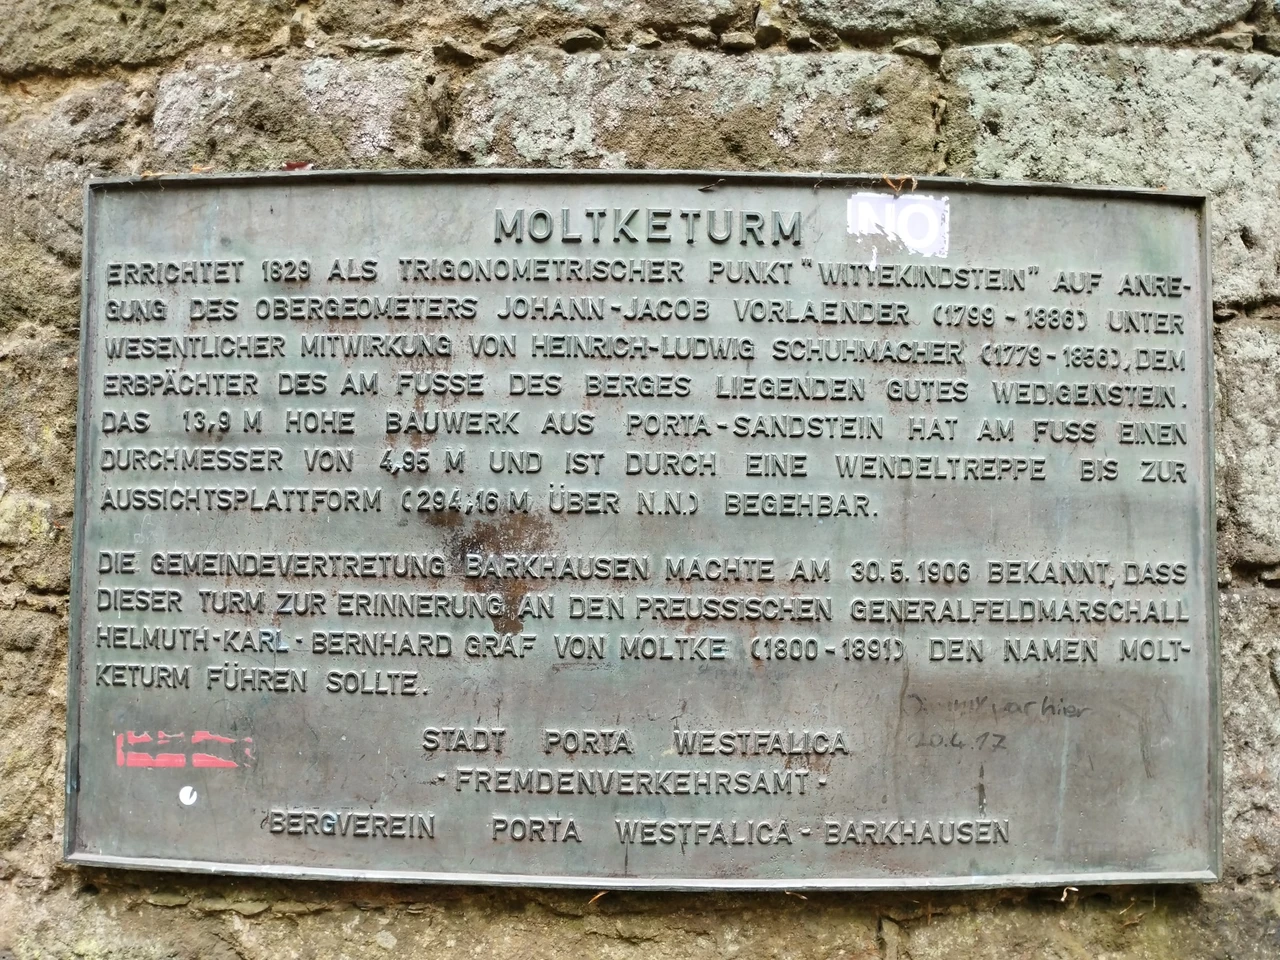 MOLTKETURM
NO
ERRICHTET 1829 ALS TRIGONOMETRISCHER PUNKT "WITTEKINDSTEIN" AUF ANRE-
GUNG DES OBERGEOMETERS JOHANN-JACOB VORLAENDER (1799-1886) UNTER
WESENTLICHER MITWIRKUNG VON HEINRICH-LUDWIG SCHUHMACHER (1779-1856), DEM
ERBPÄCHTER DES AM FUSSE DES BERGES LIEGENDEN GUTES WEDIGENSTEIN.
DAS 13,9 M HOHE BAUWERK AUS PORTA-SANDSTEIN HAT AM FUSS EINEN
DURCHMESSER VON 4,95 M UND IST DURCH EINE WENDELTREPPE BIS ZUR
AUSSICHTSPLATTFORM (294,16 M ÜBER N.N.) BEGEHBAR.
DIE GEMEINDEVERTRETUNG BARKHAUSEN MACHTE AM 30.5.1906 BEKANNT, DASS
DIESER TURM ZUR ERINNERUNG AN DEN PREUSSISCHEN GENERALFELDMARSCHALL
HELMUTH-KARL-BERNHARD GRAF VON MOLTKE (1800-1891) DEN NAMEN MOLT-
KETURM FÜHREN SOLLTE.
war hier
20.4.17
STADT PORTA WESTFALICA
-FREMDENVERKEHRSAMT-
BERGVEREIN PORTA WESTFALICA-BARKHAUSEN